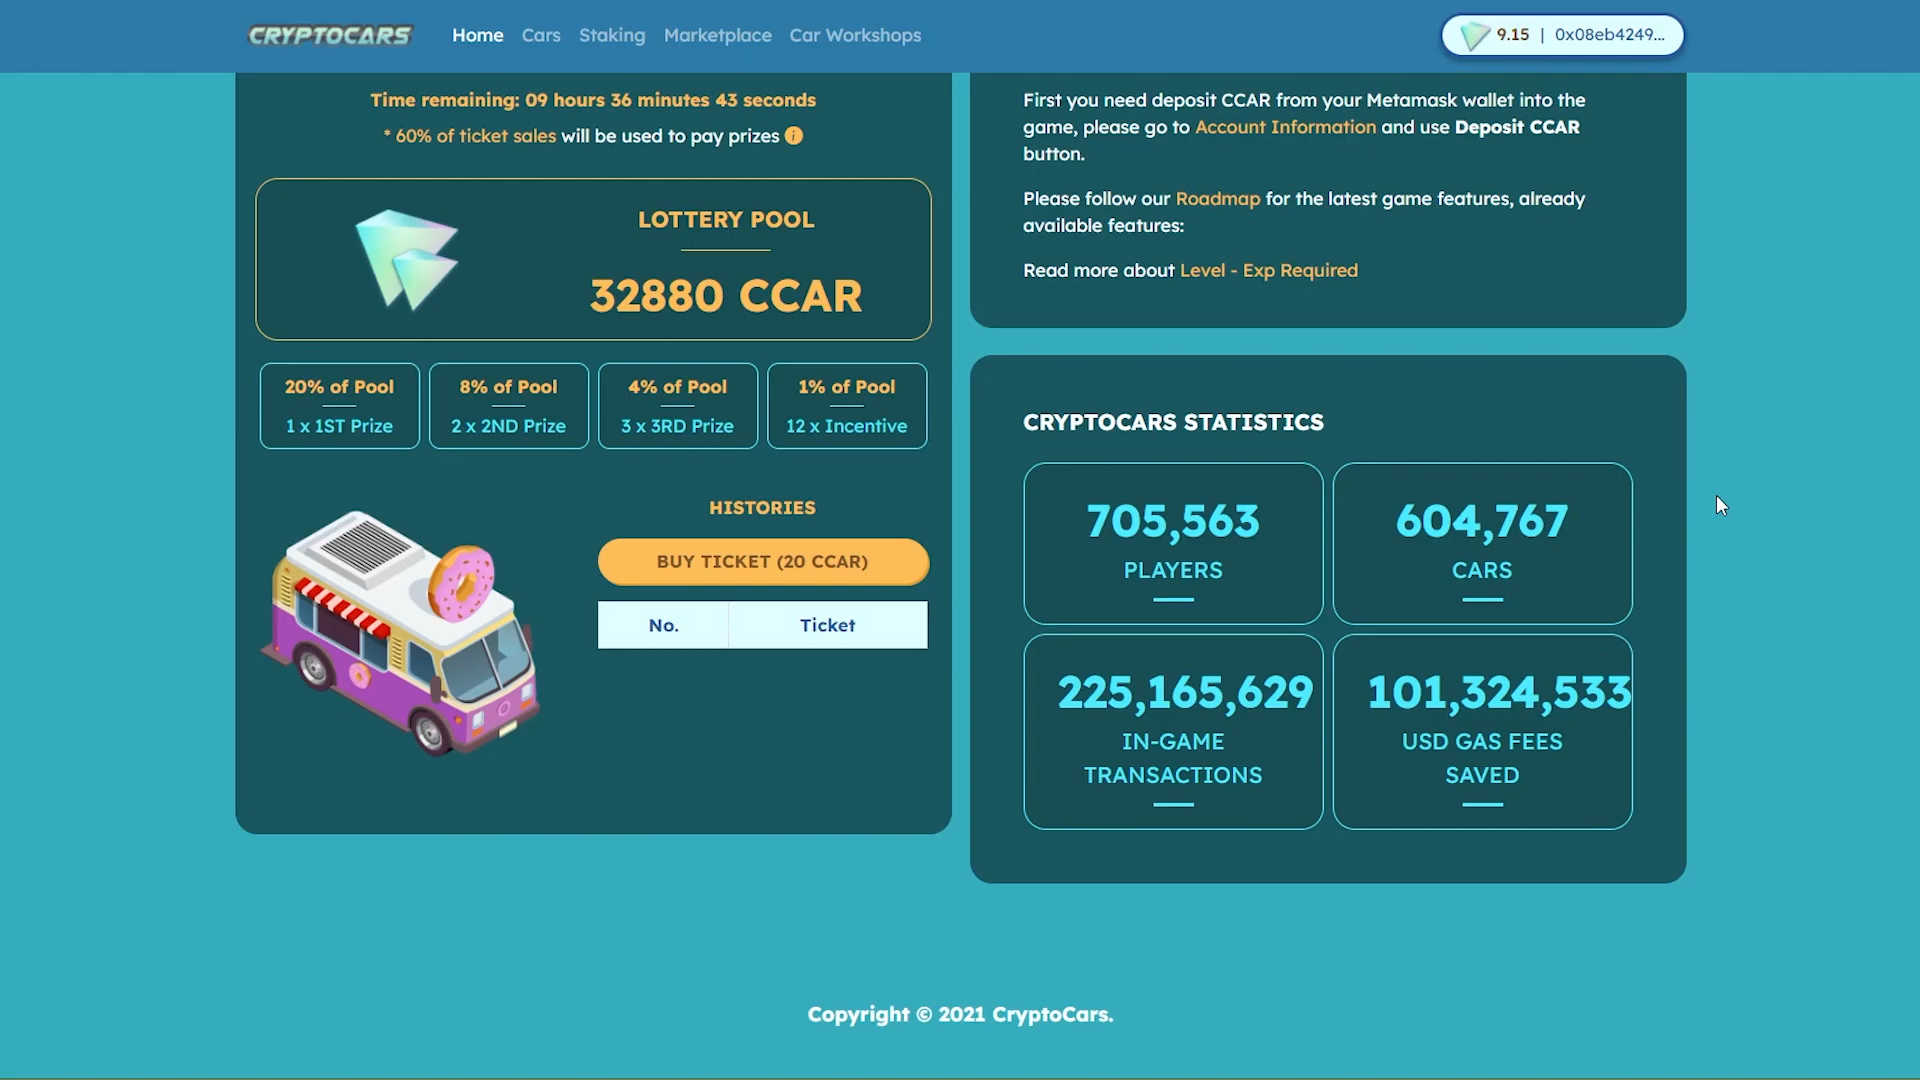 CRYPTOCARS
Home
Cars
Staking
Marketplace
Car Workshops
9.15 | 0x08eb4249...
Time remaining: 09 hours 36 minutes 43 seconds
* 60% of ticket sales will be used to pay prizes
LOTTERY POOL
32880 CCAR
20% of Pool
1 x 1ST Prize
8% of Pool
2 x 2ND Prize
4% of Pool
3 x 3RD Prize
1% of Pool
12 x Incentive
HISTORIES
BUY TICKET (20 CCAR)
No.
Ticket
First you need deposit CCAR from your Metamask wallet into the
game, please go to Account Information and use Deposit CCAR
button.
Please follow our Roadmap for the latest game features, already
available features:
Read more about Level - Exp Required
CRYPTOCARS STATISTICS
705,563
PLAYERS
604,767
CARS
225,165,629
IN-GAME
TRANSACTIONS
101,324,533
USD GAS FEES
SAVED
Copyright © 2021 CryptoCars.